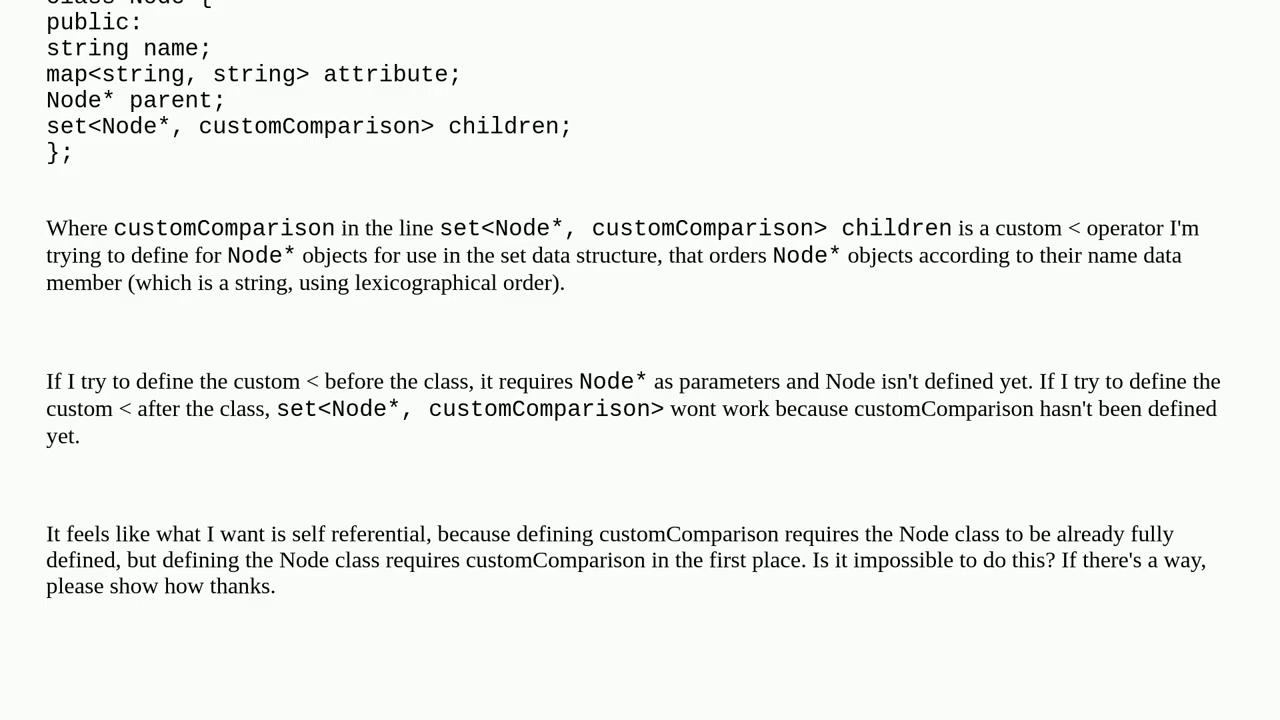 class Node {
public:
string name;
map<string, string> attribute;
Node* parent;
set<Node*, customComparison> children;
};
Where customComparison in the line set<Node*, customComparison> children is a custom < operator I'm
trying to define for Node* objects for use in the set data structure, that orders Node* objects according to their name data
member (which is a string, using lexicographical order).
If I try to define the custom < before the class, it requires Node* as parameters and Node isn't defined yet. If I try to define the
custom < after the class, set<Node*, customComparison> wont work because customComparison hasn't been defined
yet.
It feels like what I want is self referential, because defining customComparison requires the Node class to be already fully
defined, but defining the Node class requires customComparison in the first place. Is it impossible to do this? If there's a way,
please show how thanks.